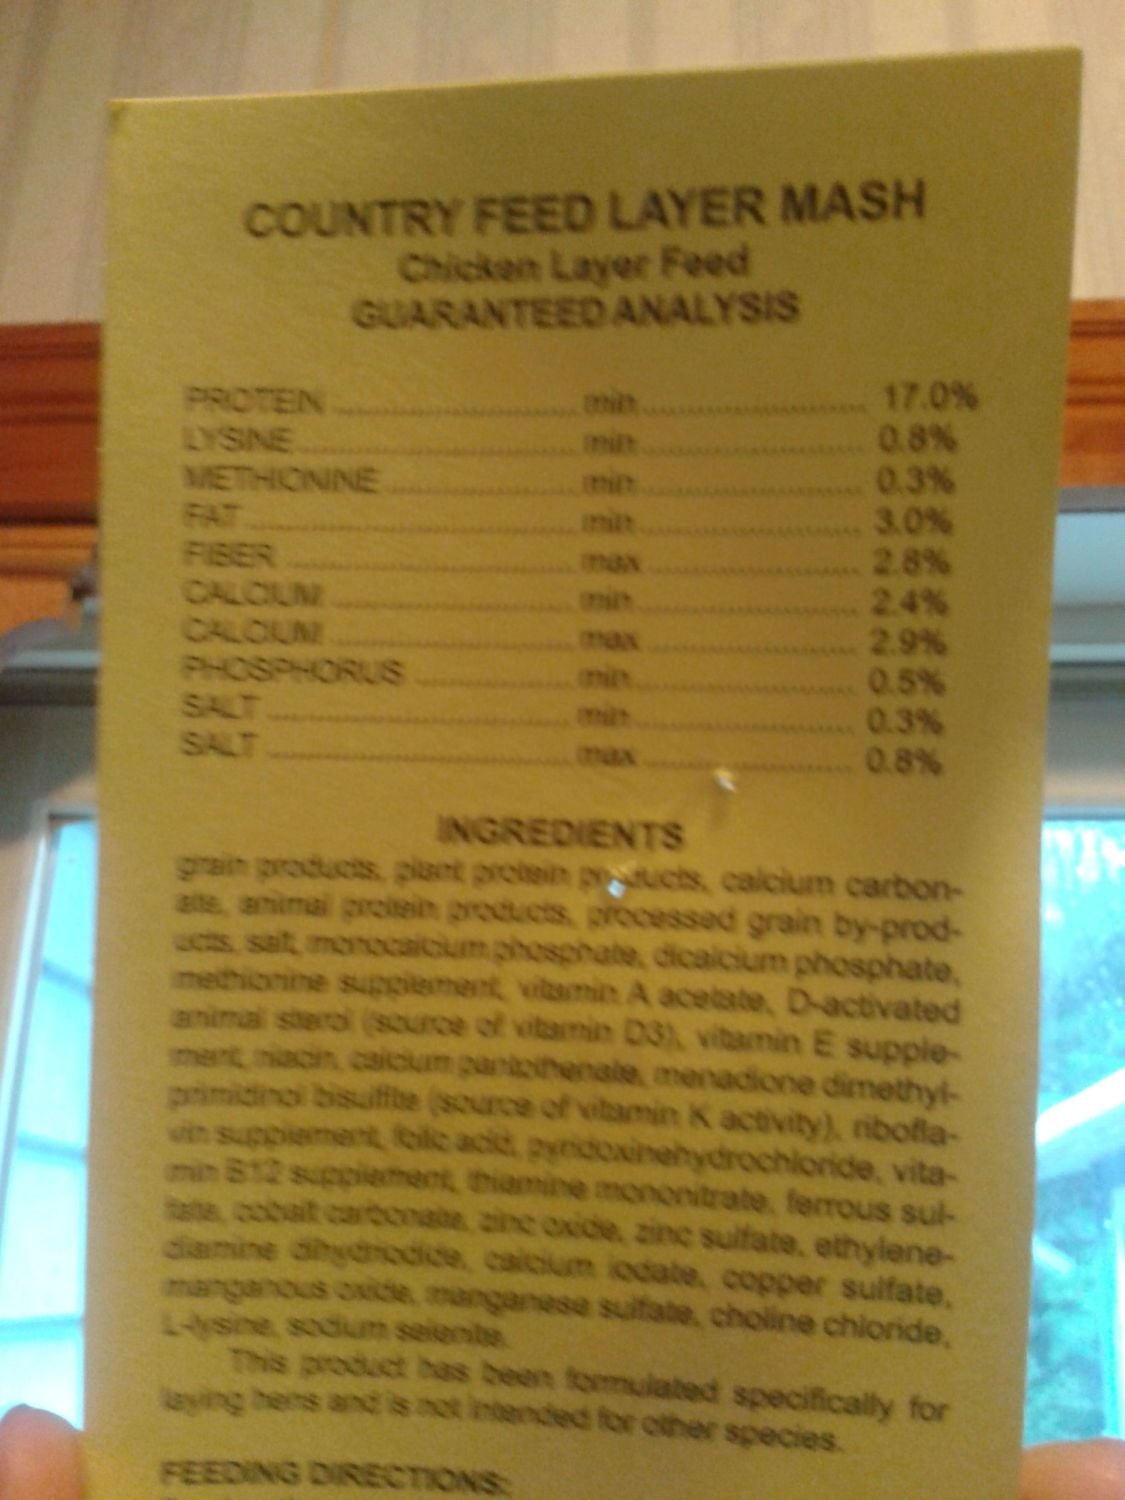 COUNTRY FEED LAYER MASH
Chicken Layer Feed
GUARANTEED ANALYSIS
PROTEIN min 17.0%
LYSINE min 0.8%
METHIONINE min 0.3%
FAT min 3.0%
FIBER max 2.8%
CALCIUM min 2.4%
CALCIUM max 2.9%
PHOSPHORUS min 0.5%
SALT min 0.3%
SALT max 0.8%
INGREDIENTS
grain products, plant protein products, calcium carbon-
ate, animal protein products, processed grain by-prod-
ucts, salt, monocalcium phosphate, dicalcium phosphate,
methionine supplement, vitamin A acetate, D-activated
animal sterol (source of vitamin D3), vitamin E supple-
ment, niacin, calcium pantothenate, menadione dimethyl-
primidinol bisulfite (source of vitamin K activity), ribofla-
vin supplement, folic acid, pyridoxinehydrochloride, vita-
min B12 supplement, thiamine mononitrate, ferrous sul-
fate, cobalt carbonate, zinc oxide, zinc sulfate, ethylene-
diamine dihydriodide, calcium iodate, copper sulfate,
manganous oxide, manganese sulfate, choline chloride,
L-lysine, sodium selenite.
This product has been formulated specifically for
laying hens and is not intended for other species.
FEEDING DIRECTIONS: